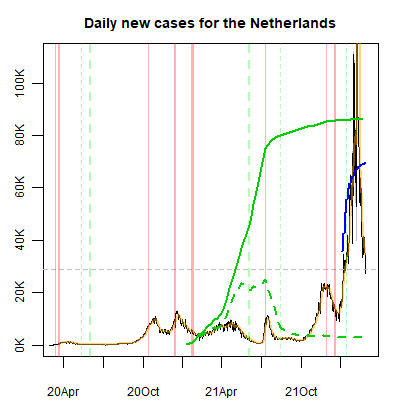 Daily new cases for the Netherlands
100K
80K
60K
40K
20K
0K
20Apr 20Oct 21Apr 21Oct